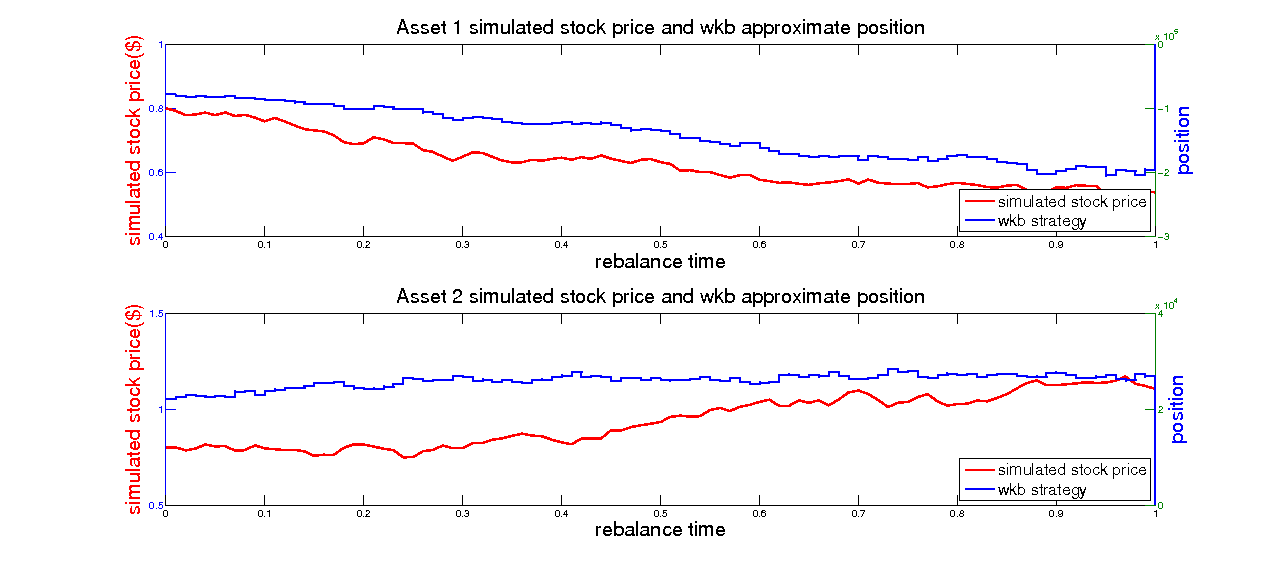 Asset 1 simulated stock price and wkb approximate position
x 10^5
simulated stock price($)
1
0.8
0.6
0.4
0
-1
-2
-3
position
simulated stock price
wkb strategy
0 0.1 0.2 0.3 0.4 0.5 0.6 0.7 0.8 0.9 1
rebalance time
Asset 2 simulated stock price and wkb approximate position
x 10^4
simulated stock price($)
1.5
1
0.5
4
2
0
position
simulated stock price
wkb strategy
0 0.1 0.2 0.3 0.4 0.5 0.6 0.7 0.8 0.9 1
rebalance time